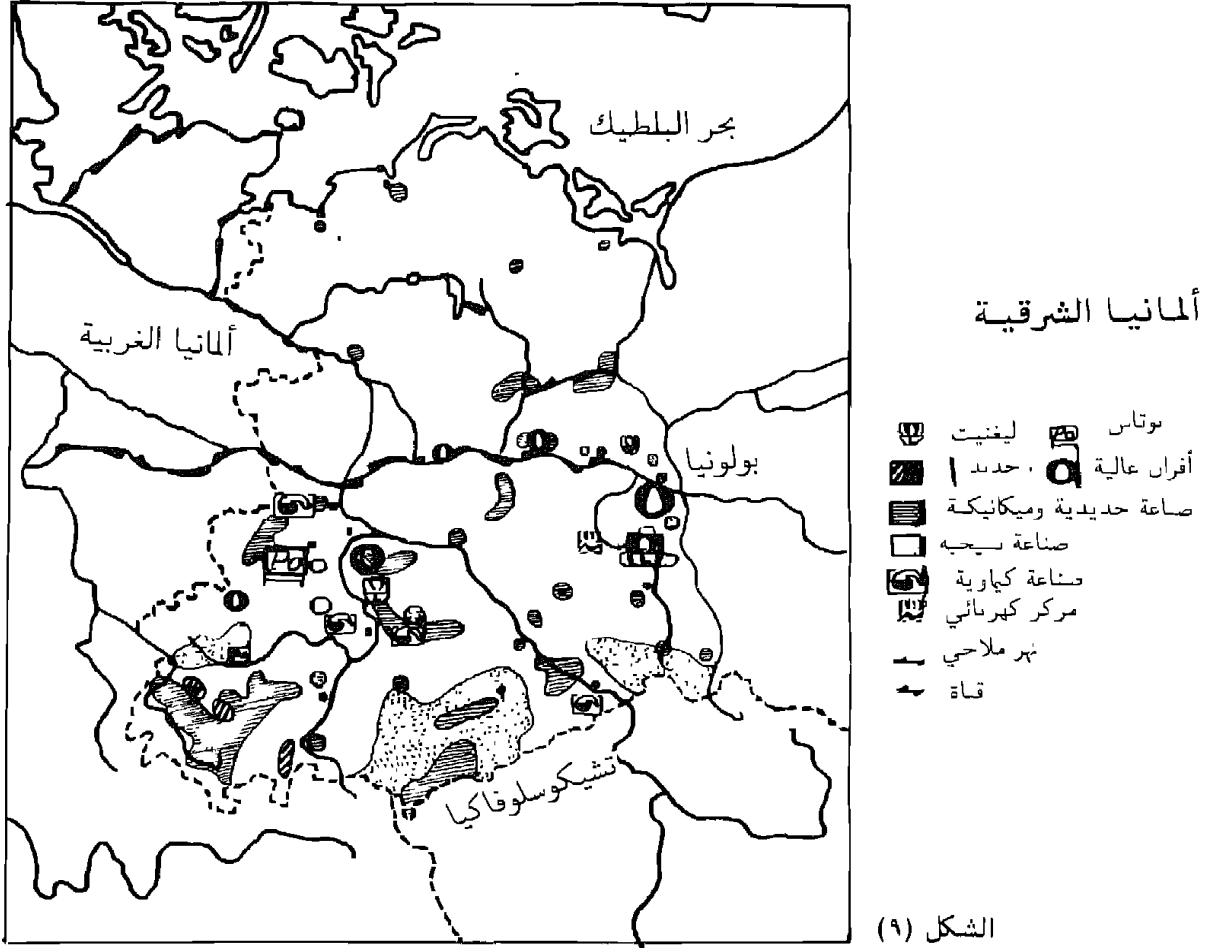 بحر البلطيك
ألمانيا الغربية
بولونيا
تشيكوسلوفاكيا
ألمانيا الشرقية
ليغنيت
بوتاس
حديد
أفران عالية
صناعة حديدية وميكانيكية
صناعة نسيجية
صناعة كيماوية
مركز كهربائي
نهر ملاحي
قناة
الشكل (٩)